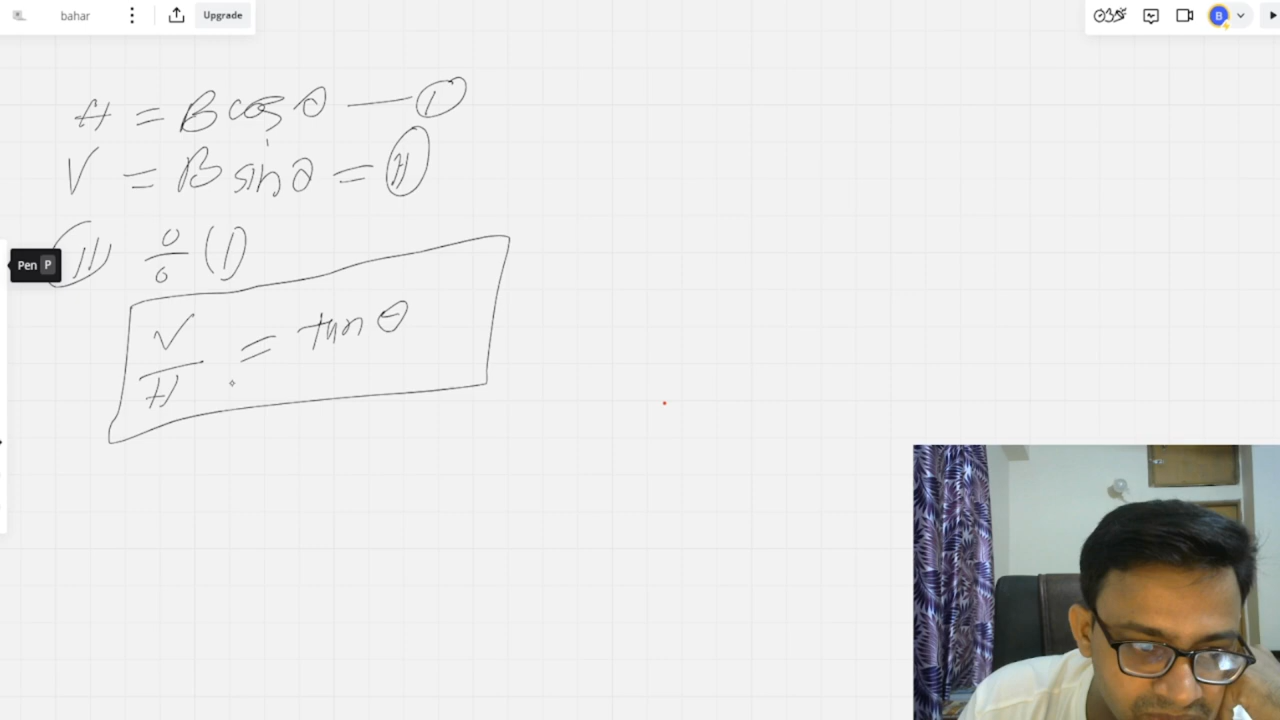 bahar
Upgrade
B
H = B cos θ — (I)
V = B sin θ = (II)
Pen P
(II) ÷ (I)
V/H = tan θ